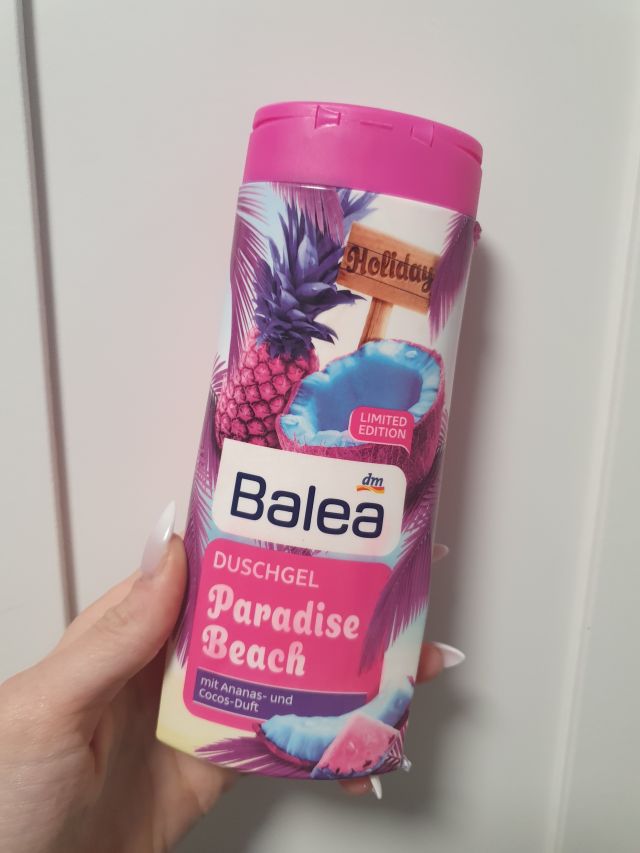 Holiday
LIMITED
EDITION
dm
Balea
DUSCHGEL
Paradise
Beach
mit Ananas- und
Cocos-Duft